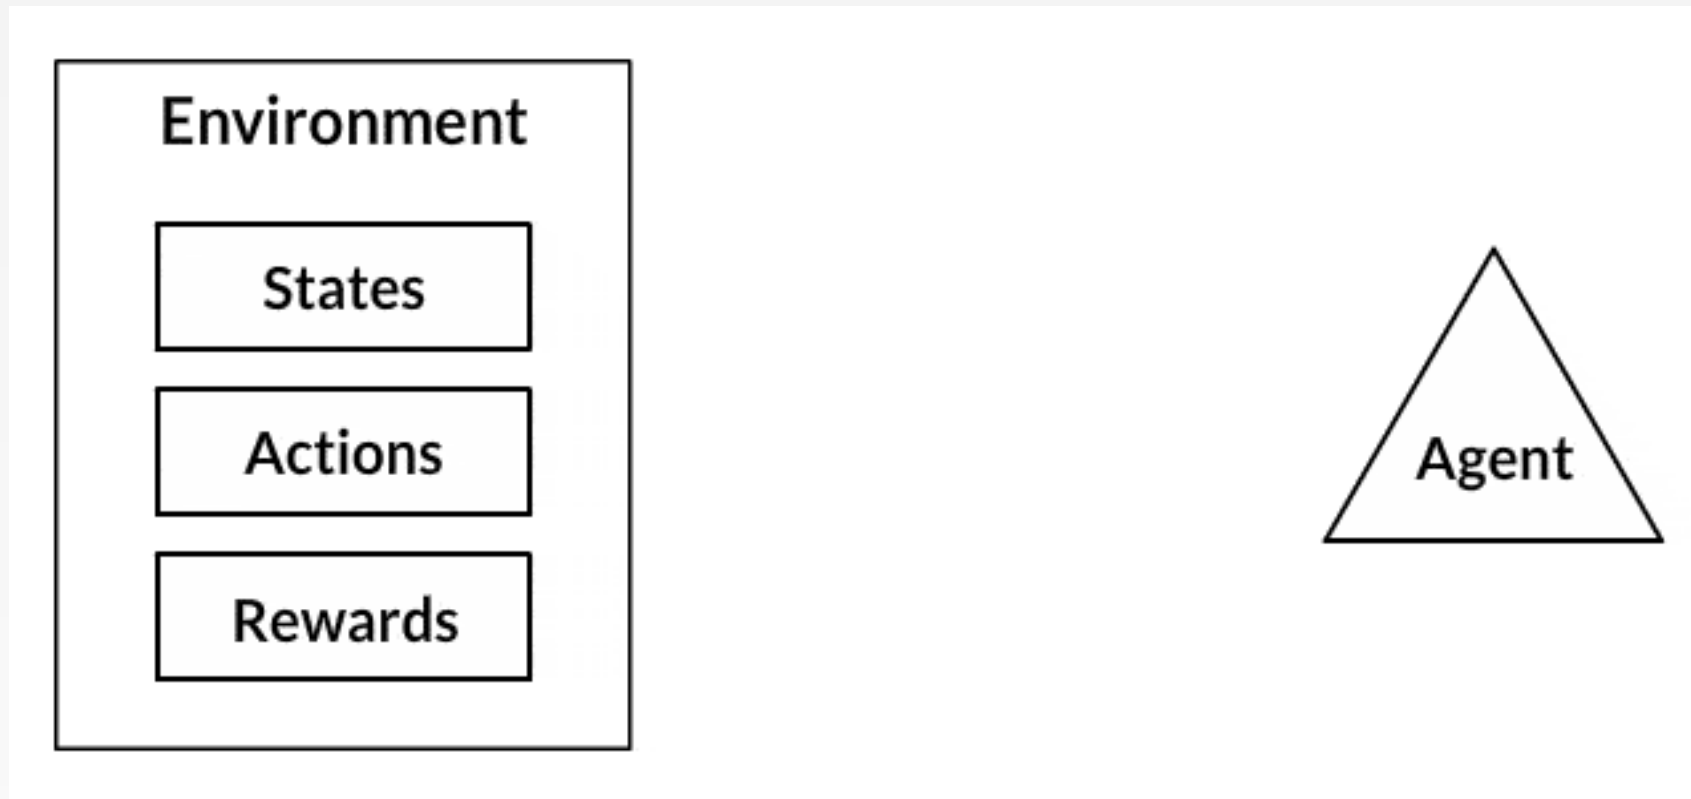 Environment
States
Actions
Rewards
Agent